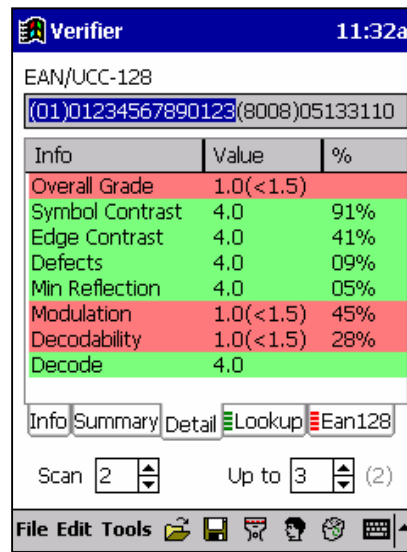 Verifier 11:32a
EAN/UCC-128
(01)01234567890123(8008)05133110
Info Value %
Overall Grade 1.0(<1.5)
Symbol Contrast 4.0 91%
Edge Contrast 4.0 41%
Defects 4.0 09%
Min Reflection 4.0 05%
Modulation 1.0(<1.5) 45%
Decodability 1.0(<1.5) 28%
Decode 4.0
Info Summary Detail Lookup Ean128
Scan 2 Up to 3 (2)
File Edit Tools